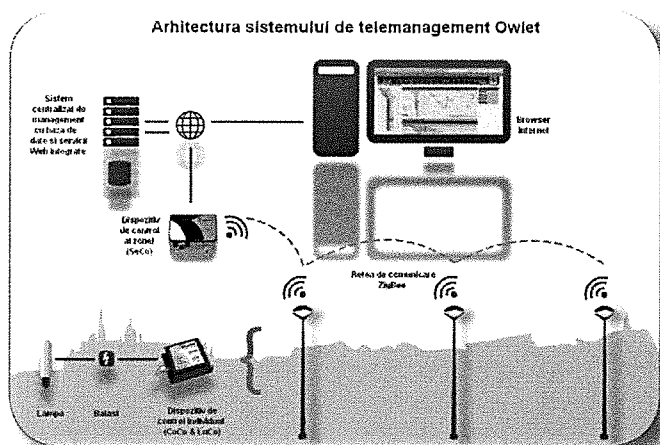 Arhitectura sistemului de telemanagement Owlet
Sistem
centralizat de
management
cu baza de
date si servicii
Web integrate
Browser
Internet
Dispozitiv
de control
al zonei
(SeCo)
Retea de comunicare
ZigBee
Lampa
Balast
Dispozitiv de
control individual
(CoCo & LuCo)